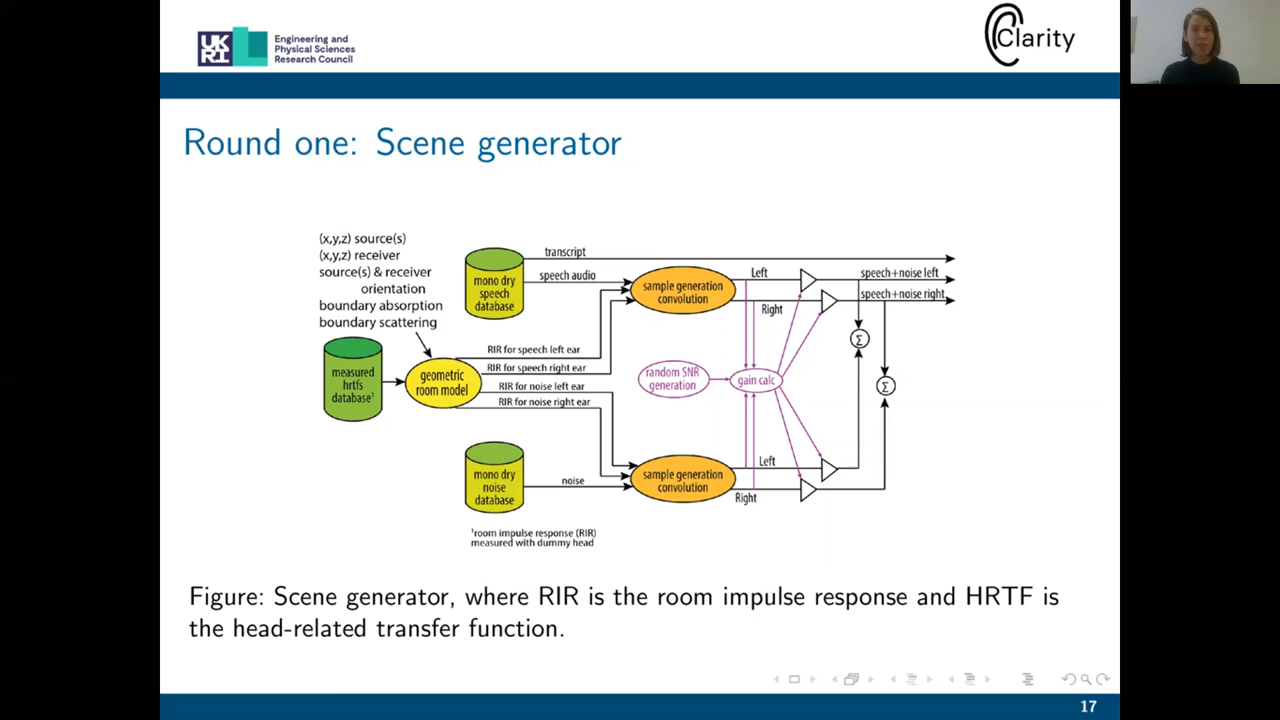 UK
RI
Engineering and
Physical Sciences
Research Council
Clarity
Round one: Scene generator
(x,y,z) source(s)
(x,y,z) receiver
source(s) & receiver
orientation
boundary absorption
boundary scattering
measured
hrtfs
database¹
geometric
room model
mono dry
speech
database
transcript
speech audio
RIR for speech left ear
RIR for speech right ear
RIR for noise left ear
RIR for noise right ear
mono dry
noise
database
noise
sample generation
convolution
Left
Right
speech+noise left
speech+noise right
Σ
Σ
random SNR
generation
gain calc
sample generation
convolution
Left
Right
¹room impulse response (RIR)
measured with dummy head
Figure: Scene generator, where RIR is the room impulse response and HRTF is
the head-related transfer function.
17